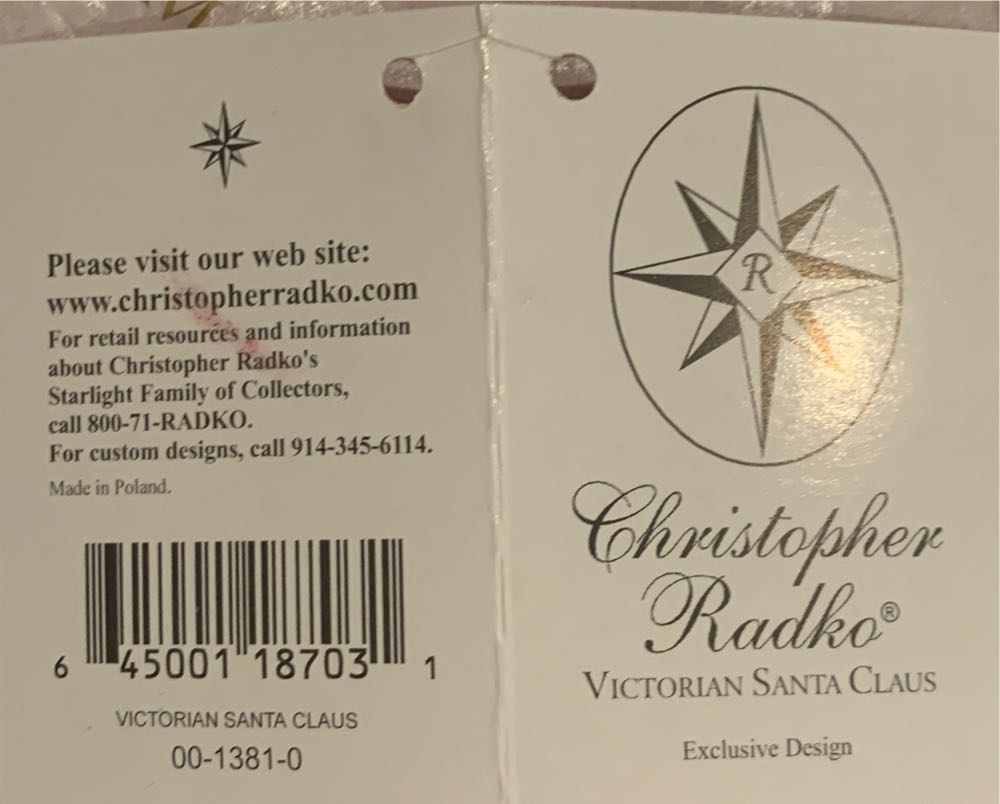 Please visit our web site:
www.christopherradko.com
For retail resources and information
about Christopher Radko's
Starlight Family of Collectors,
call 800-71-RADKO.
For custom designs, call 914-345-6114.
Made in Poland.
6 45001 18703 1
VICTORIAN SANTA CLAUS
00-1381-0
R
Christopher
Radko®
VICTORIAN SANTA CLAUS
Exclusive Design